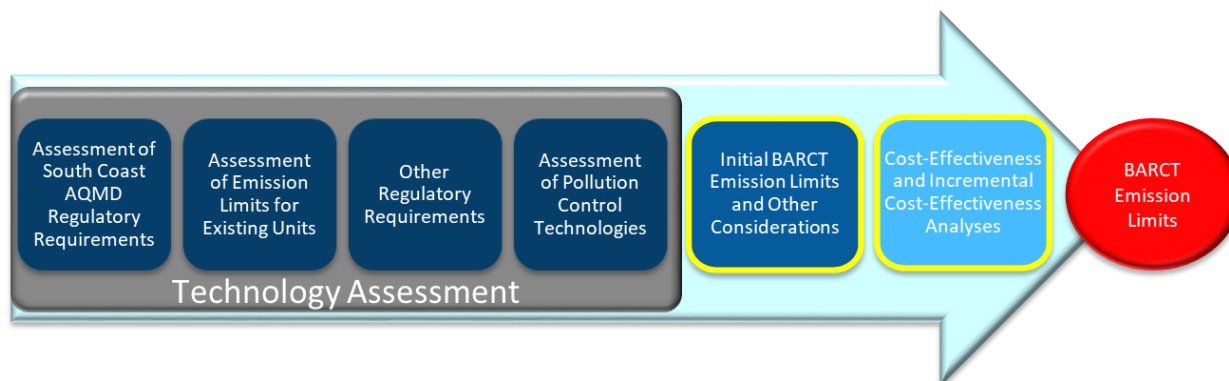 Assessment of
South Coast
AQMD
Regulatory
Requirements
Assessment
of Emission
Limits for
Existing Units
Other
Regulatory
Requirements
Assessment
of Pollution
Control
Technologies
Technology Assessment
Initial BARCT
Emission Limits
and Other
Considerations
Cost-Effectiveness
and Incremental
Cost-Effectiveness
Analyses
BARCT
Emission
Limits